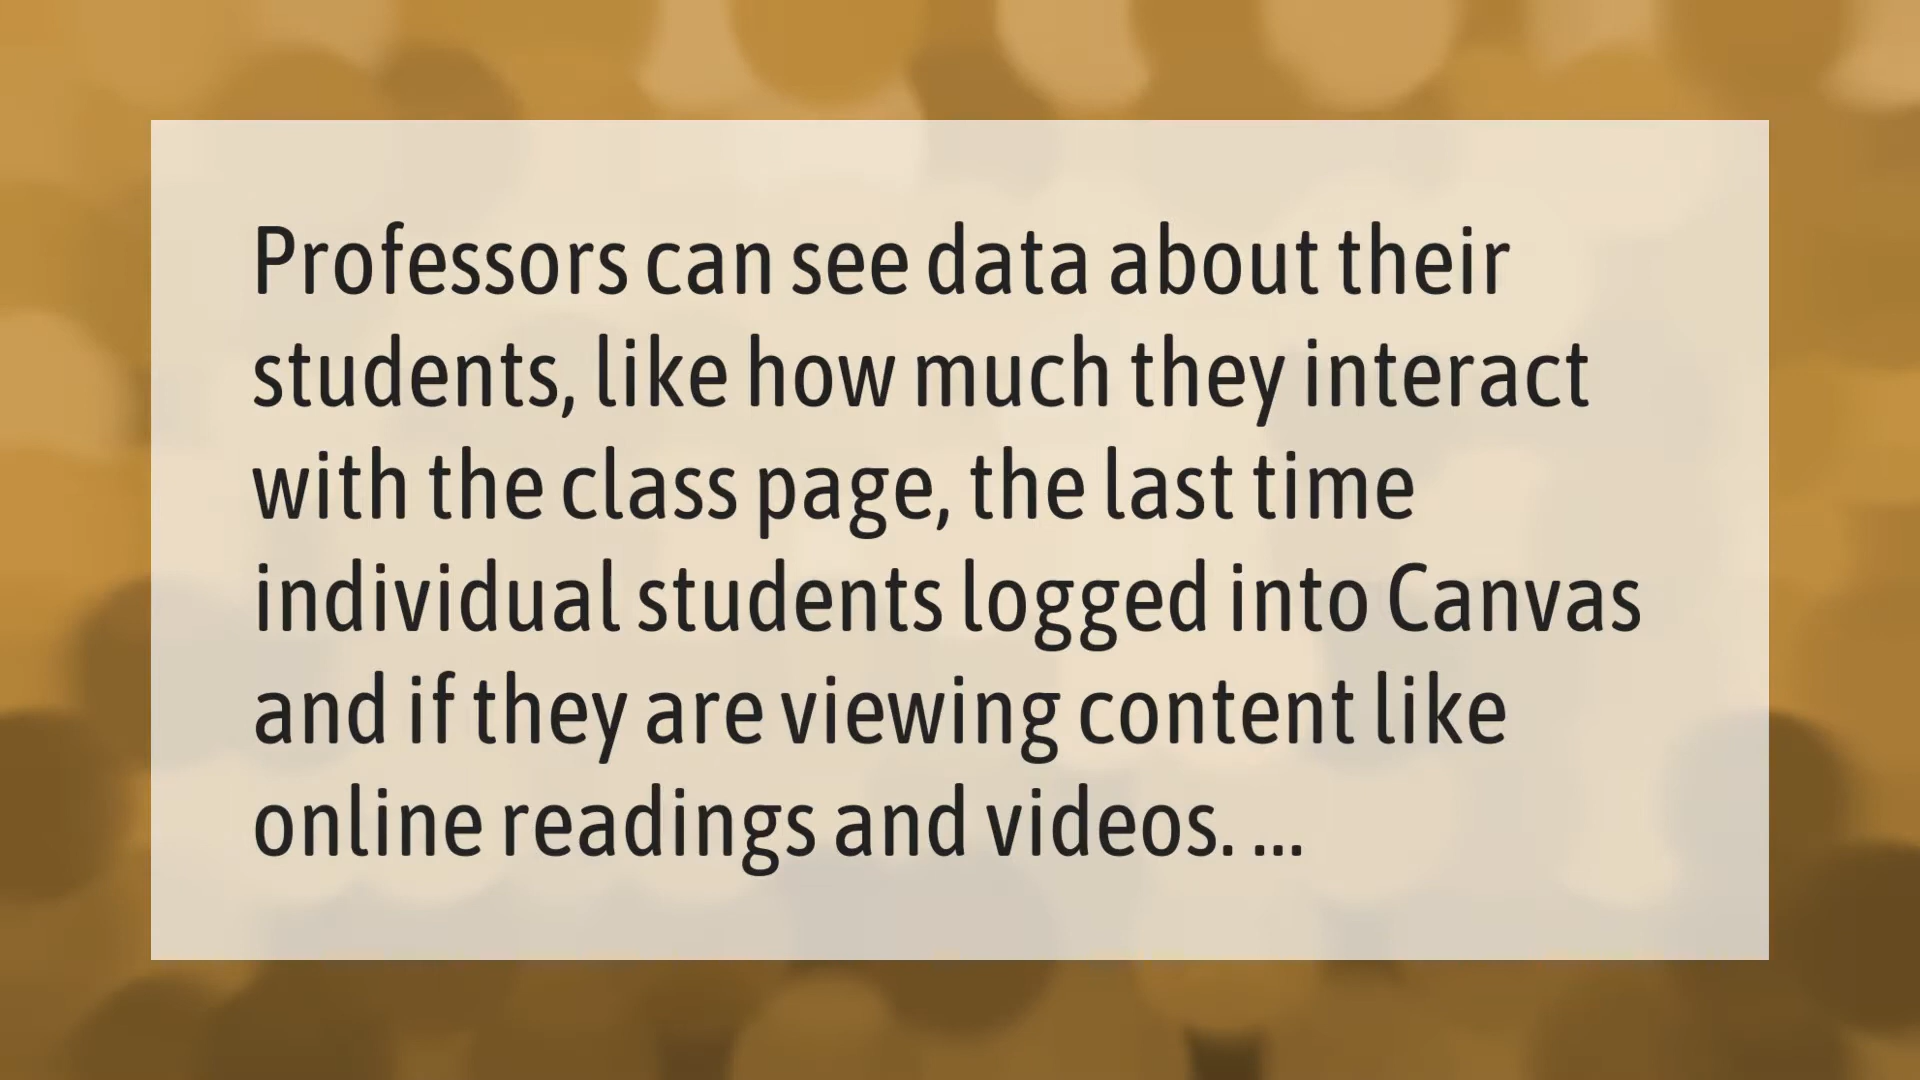 Professors can see data about their
students, like how much they interact
with the class page, the last time
individual students logged into Canvas
and if they are viewing content like
online readings and videos. ...